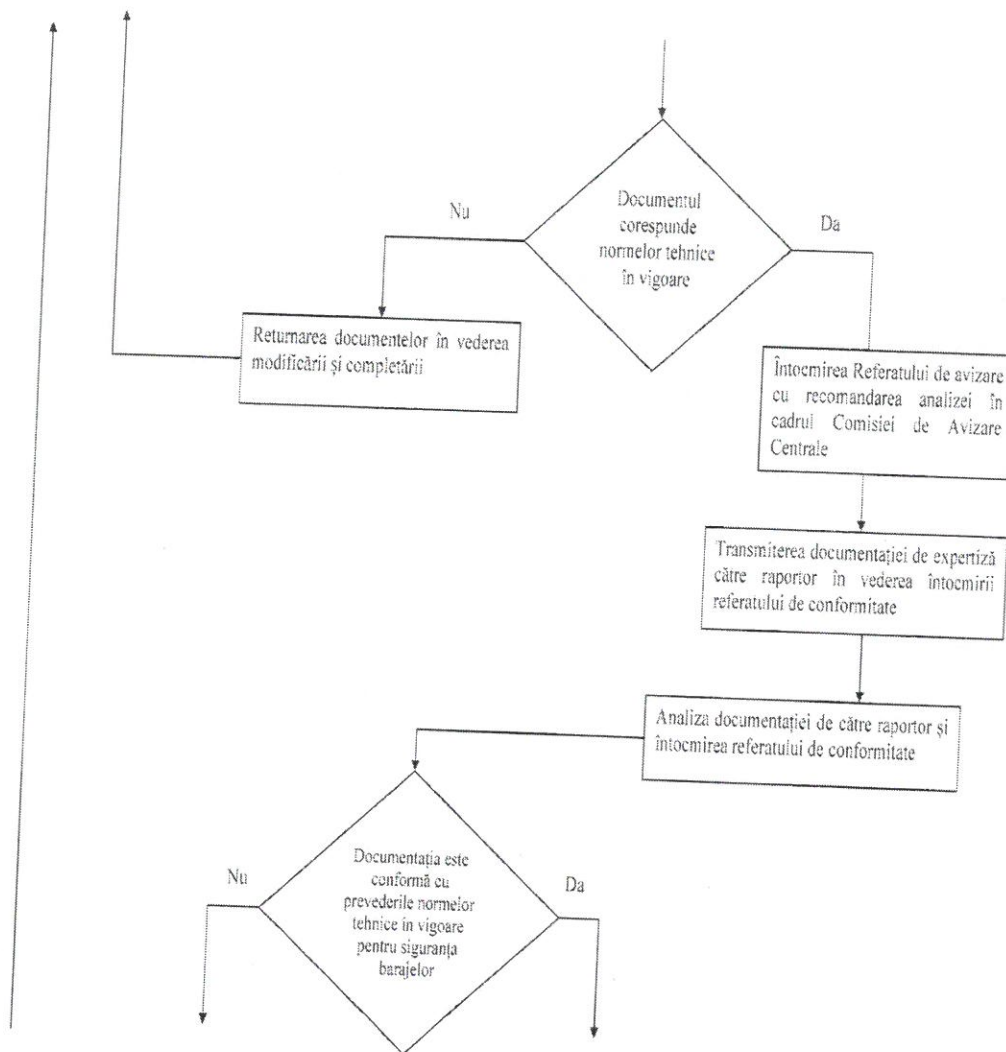 Documentul
corespunde
normelor tehnice
în vigoare
Nu
Da
Returnarea documentelor în vederea
modificării și completării
Întocmirea Referatului de avizare
cu recomandarea analizei în
cadrul Comisiei de Avizare
Centrale
Transmiterea documentației de expertiză
către raportor în vederea întocmirii
referatului de conformitate
Analiza documentației de către raportor și
întocmirea referatului de conformitate
Documentația este
conformă cu
prevederile normelor
tehnice în vigoare
pentru siguranța
barajelor
Nu
Da